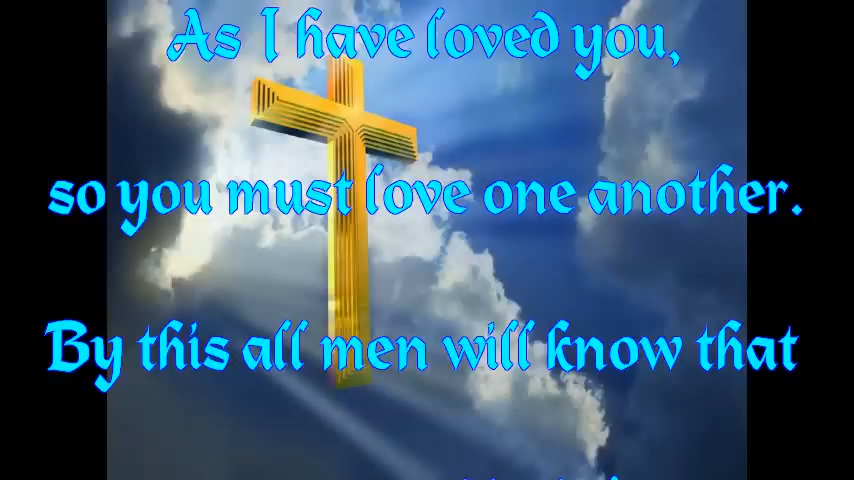 As I have loved you,
so you must love one another.
By this all men will know that